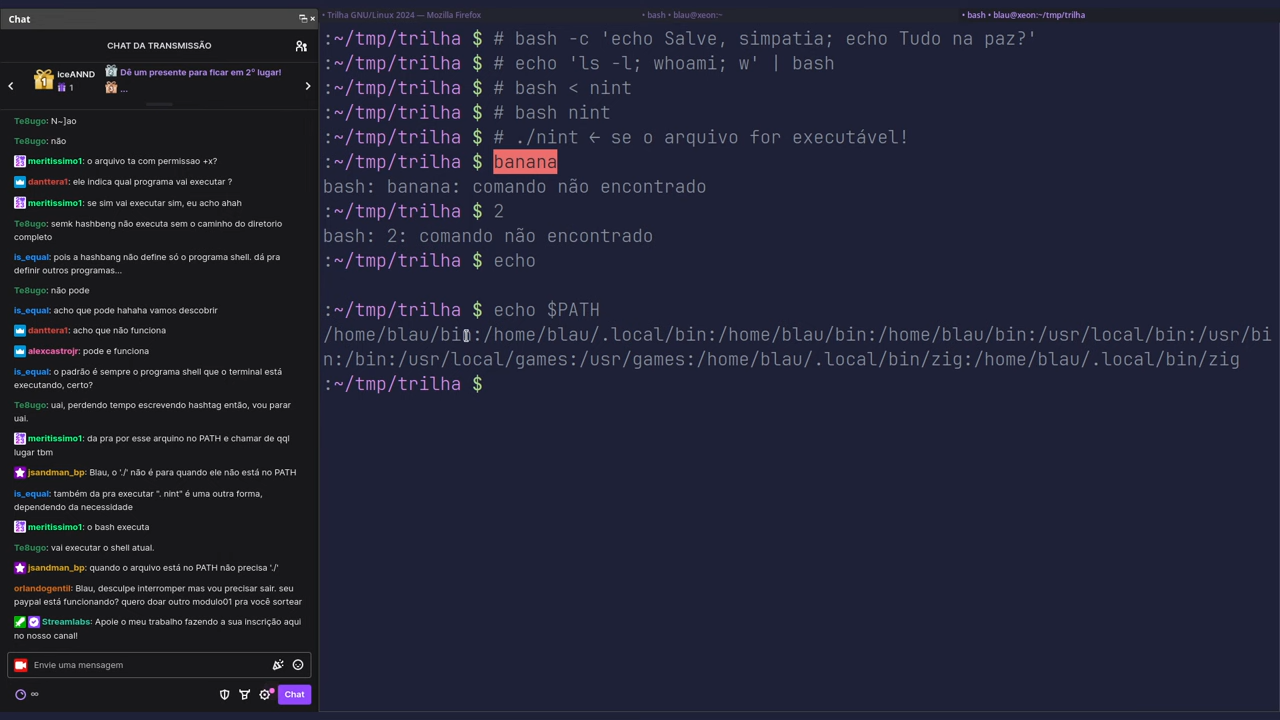 Chat
• Trilha GNU/Linux 2024 — Mozilla Firefox
• bash • blau@xeon:~
• bash • blau@xeon:~/tmp/trilha
CHAT DA TRANSMISSÃO
iceANND
1
Dê um presente para ficar em 2º lugar!
...
Te8ugo: N~]ao
Te8ugo: não
meritissimo1: o arquivo ta com permissao +x?
danttera1: ele indica qual programa vai executar ?
meritissimo1: se sim vai executar sim, eu acho ahah
Te8ugo: semk hashbeng não executa sem o caminho do diretorio
completo
is_equal: pois a hashbang não define só o programa shell. dá pra
definir outros programas...
Te8ugo: não pode
is_equal: acho que pode hahaha vamos descobrir
danttera1: acho que não funciona
alexcastrojr: pode e funciona
is_equal: o padrão é sempre o programa shell que o terminal está
executando, certo?
Te8ugo: uai, perdendo tempo escrevendo hashtag então, vou parar
uai.
meritissimo1: da pra por esse arquino no PATH e chamar de qql
lugar tbm
jsandman_bp: Blau, o './' não é para quando ele não está no PATH
is_equal: também da pra executar ". nint" é uma outra forma,
dependendo da necessidade
meritissimo1: o bash executa
Te8ugo: vai executar o shell atual.
jsandman_bp: quando o arquivo está no PATH não precisa './'
orlandogentil: Blau, desculpe interromper mas vou precisar sair. seu
paypal está funcionando? quero doar outro modulo01 pra você sortear
Streamlabs: Apoie o meu trabalho fazendo a sua inscrição aqui
no nosso canal!
Envie uma mensagem
∞
Chat
:~/tmp/trilha $ # bash -c 'echo Salve, simpatia; echo Tudo na paz?'
:~/tmp/trilha $ # echo 'ls -l; whoami; w' | bash
:~/tmp/trilha $ # bash < nint
:~/tmp/trilha $ # bash nint
:~/tmp/trilha $ # ./nint ← se o arquivo for executável!
:~/tmp/trilha $ banana
bash: banana: comando não encontrado
:~/tmp/trilha $ 2
bash: 2: comando não encontrado
:~/tmp/trilha $ echo
:~/tmp/trilha $ echo $PATH
/home/blau/bin:/home/blau/.local/bin:/home/blau/bin:/home/blau/bin:/usr/local/bin:/usr/bi
n:/bin:/usr/local/games:/usr/games:/home/blau/.local/bin/zig:/home/blau/.local/bin/zig
:~/tmp/trilha $